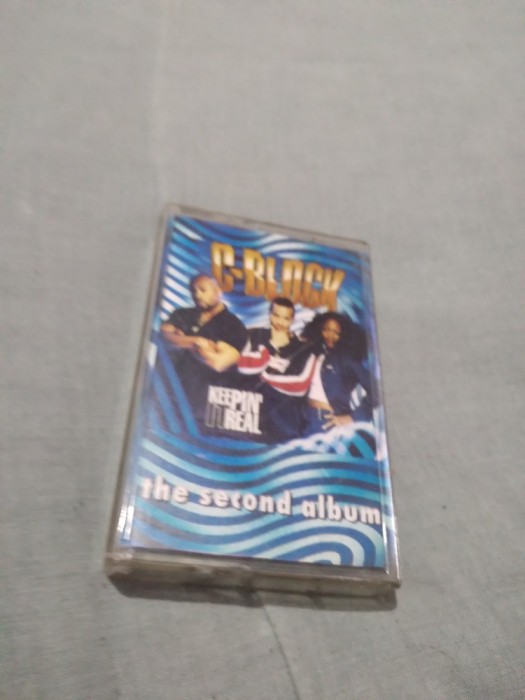 C-BLOCK
KEEPIN'
IT REAL
the second album